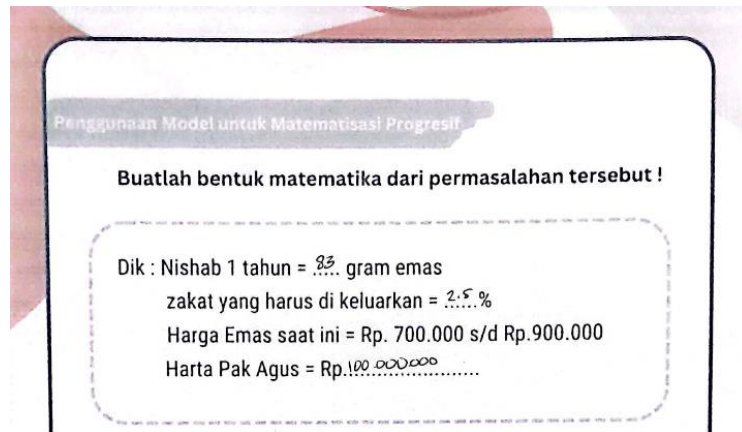 Penggunaan Model untuk Matematisasi Progresif
Buatlah bentuk matematika dari permasalahan tersebut !
Dik : Nishab 1 tahun = 83 gram emas
zakat yang harus di keluarkan = 2.5 %
Harga Emas saat ini = Rp. 700.000 s/d Rp.900.000
Harta Pak Agus = Rp.100.000.000